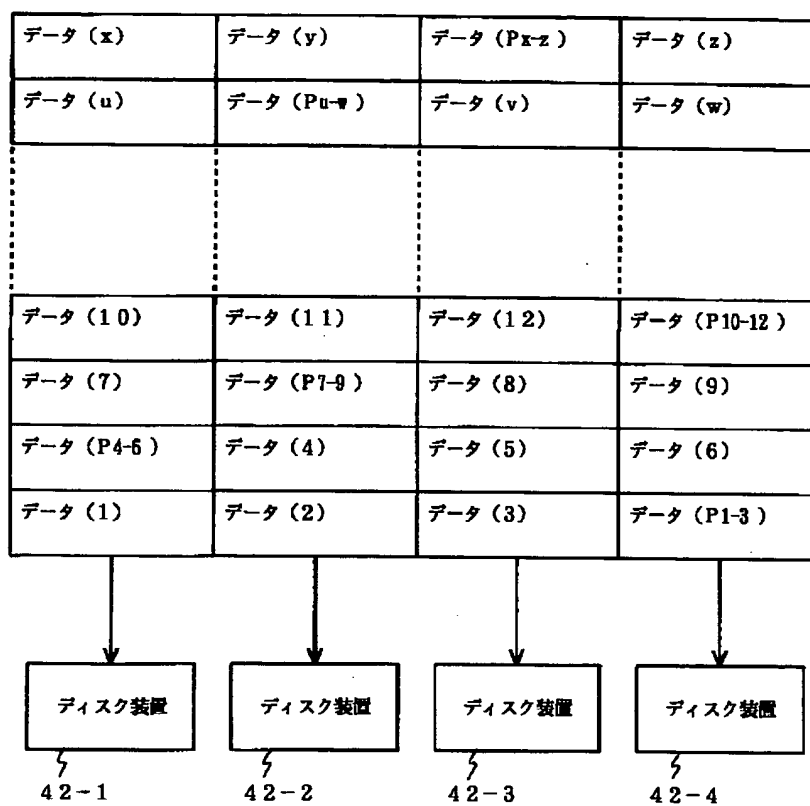 データ (x) データ (y) データ (Px-z) データ (z)
データ (u) データ (Pu-w) データ (v) データ (w)
データ (10) データ (11) データ (12) データ (P10-12)
データ (7) データ (P7-9) データ (8) データ (9)
データ (P4-6) データ (4) データ (5) データ (6)
データ (1) データ (2) データ (3) データ (P1-3)
ディスク装置 ディスク装置 ディスク装置 ディスク装置
42-1 42-2 42-3 42-4